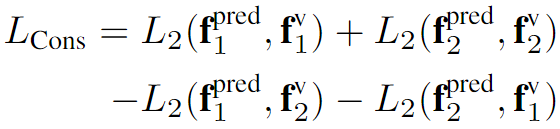 L_Cons = L_2(f_1^pred, f_1^v) + L_2(f_2^pred, f_2^v)
−L_2(f_1^pred, f_2^v) − L_2(f_2^pred, f_1^v)